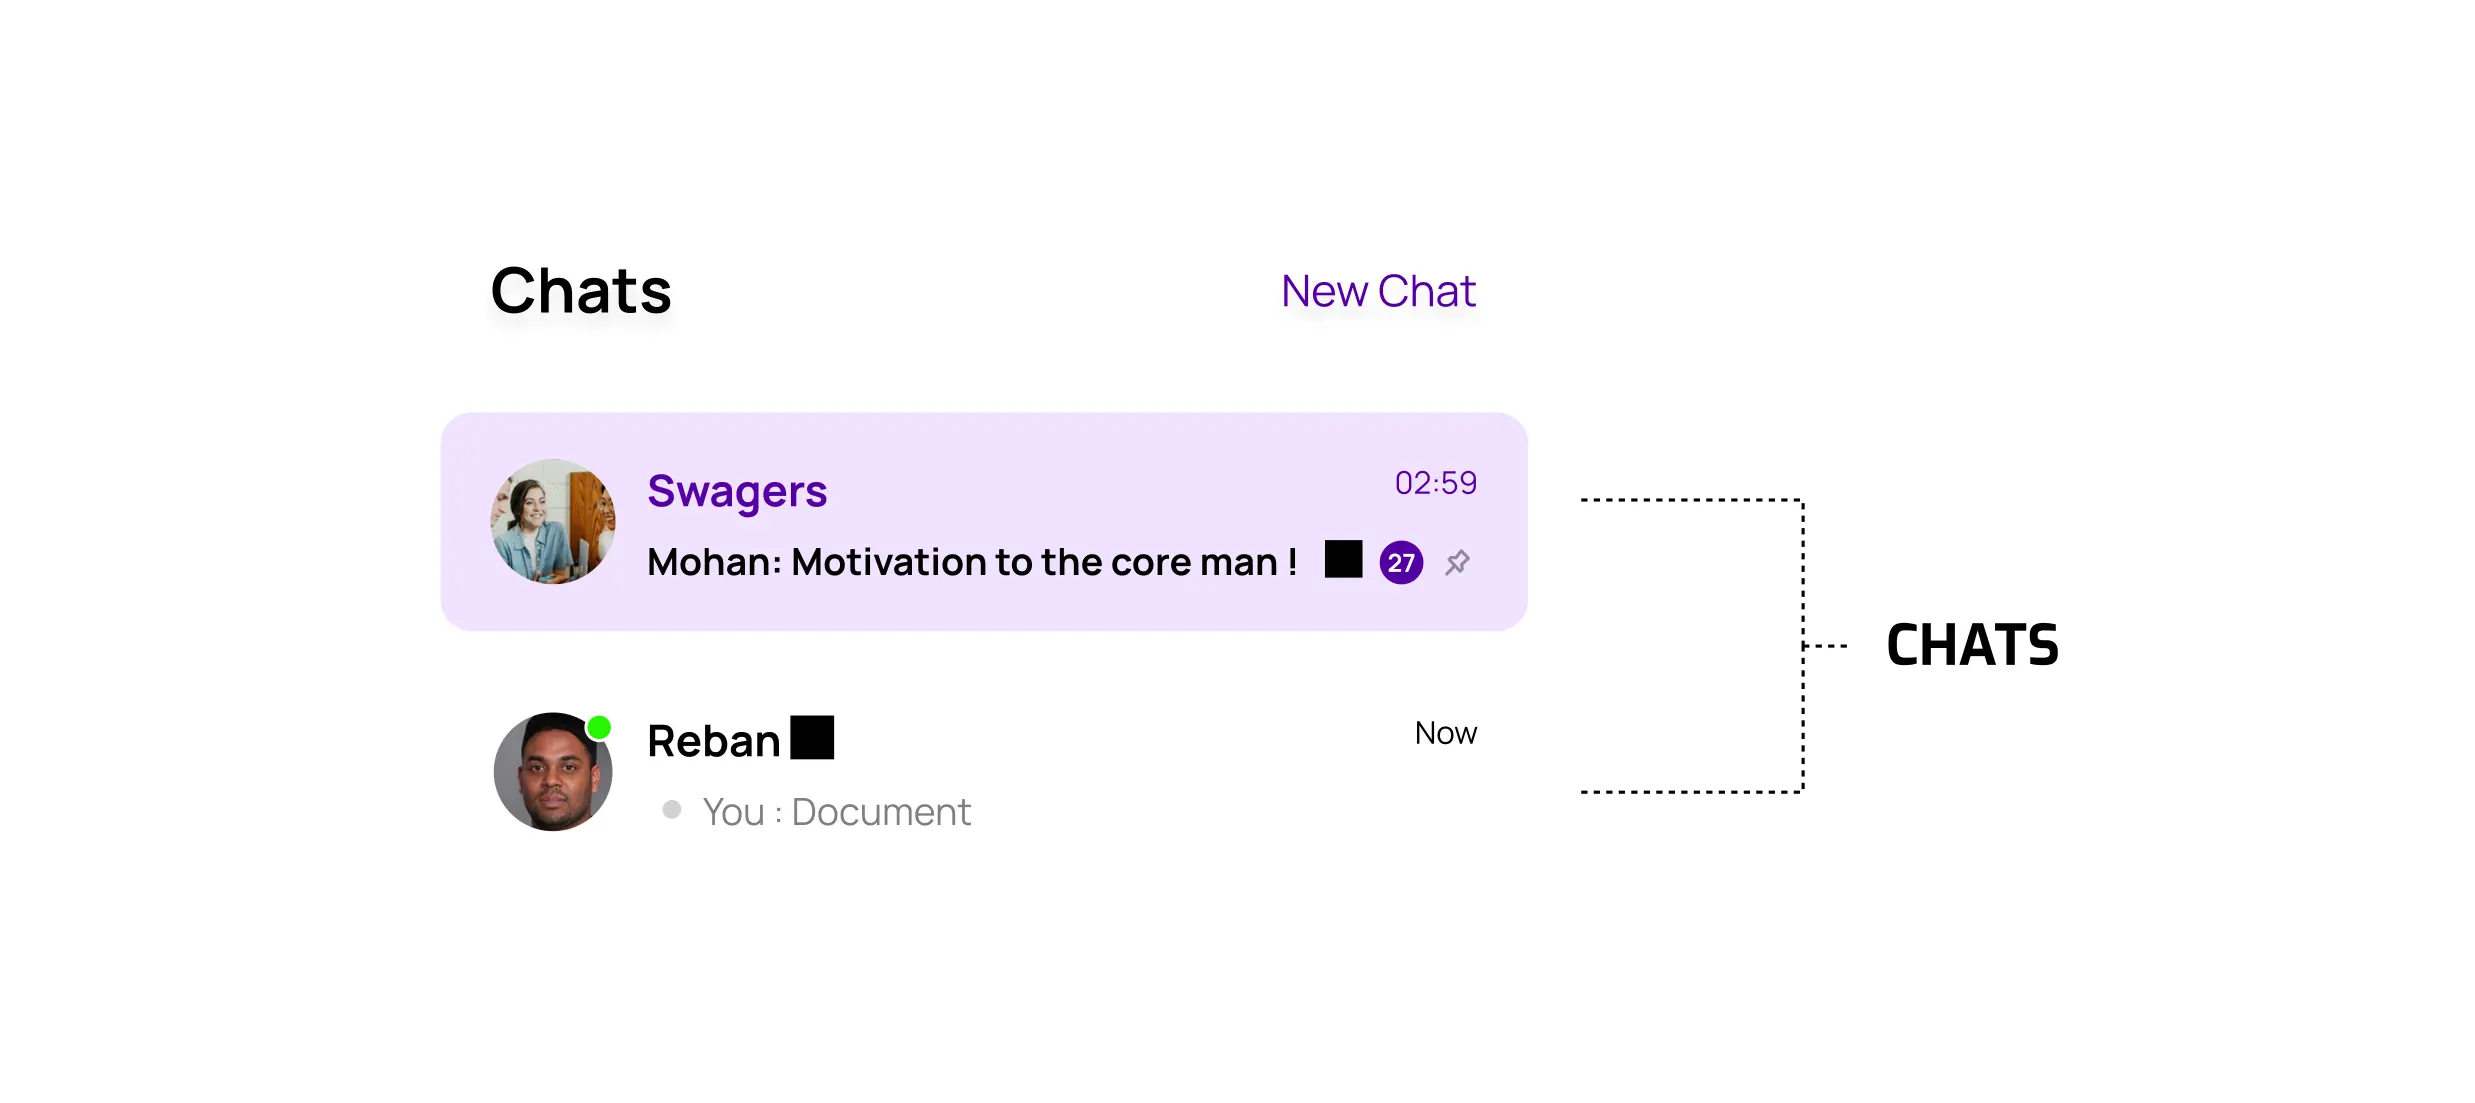 Chats
New Chat
Swagers
02:59
Mohan: Motivation to the core man !
27
Reban
Now
You : Document
CHATS